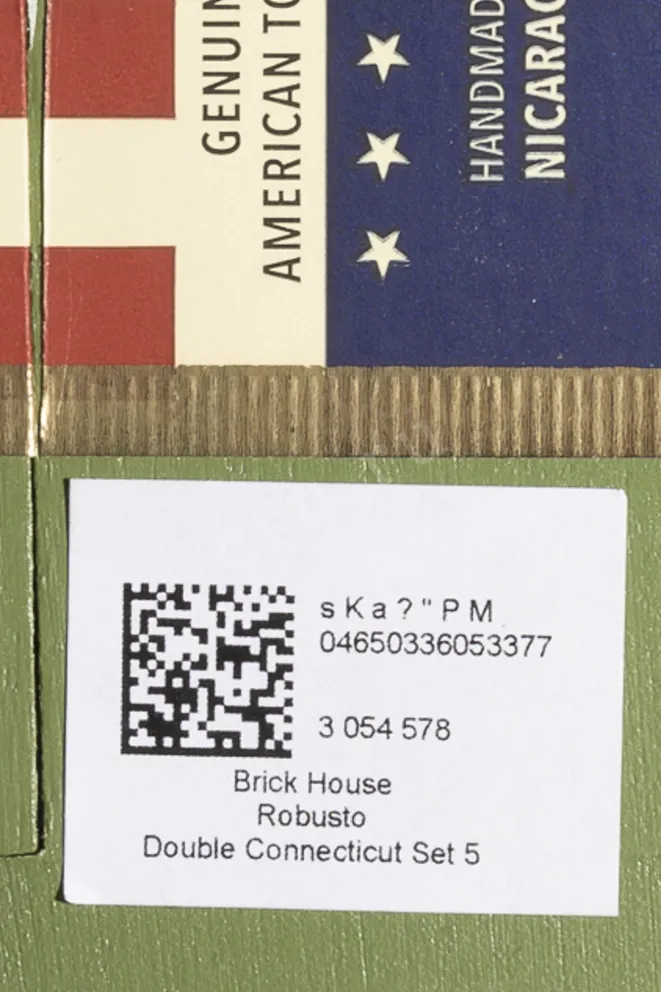 GENUIN
AMERICAN TO
HANDMAD
NICARAG
sKa?"PM
04650336053377
3 054 578
Brick House
Robusto
Double Connecticut Set 5